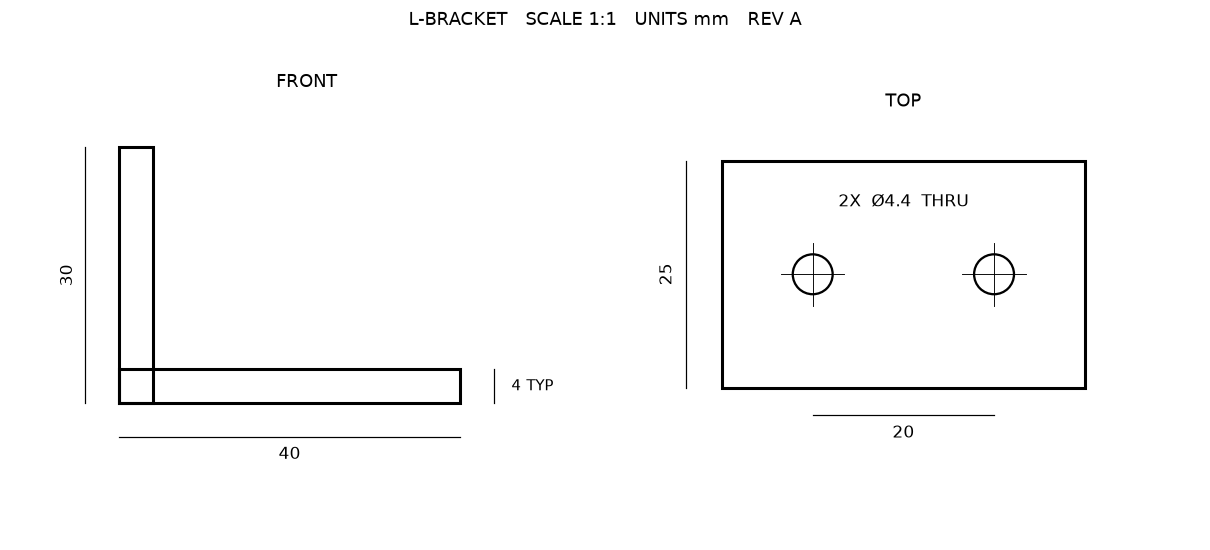 L-BRACKET   SCALE 1:1   UNITS mm   REV A
FRONT
TOP
2X  Ø4.4  THRU
30
25
4 TYP
20
40